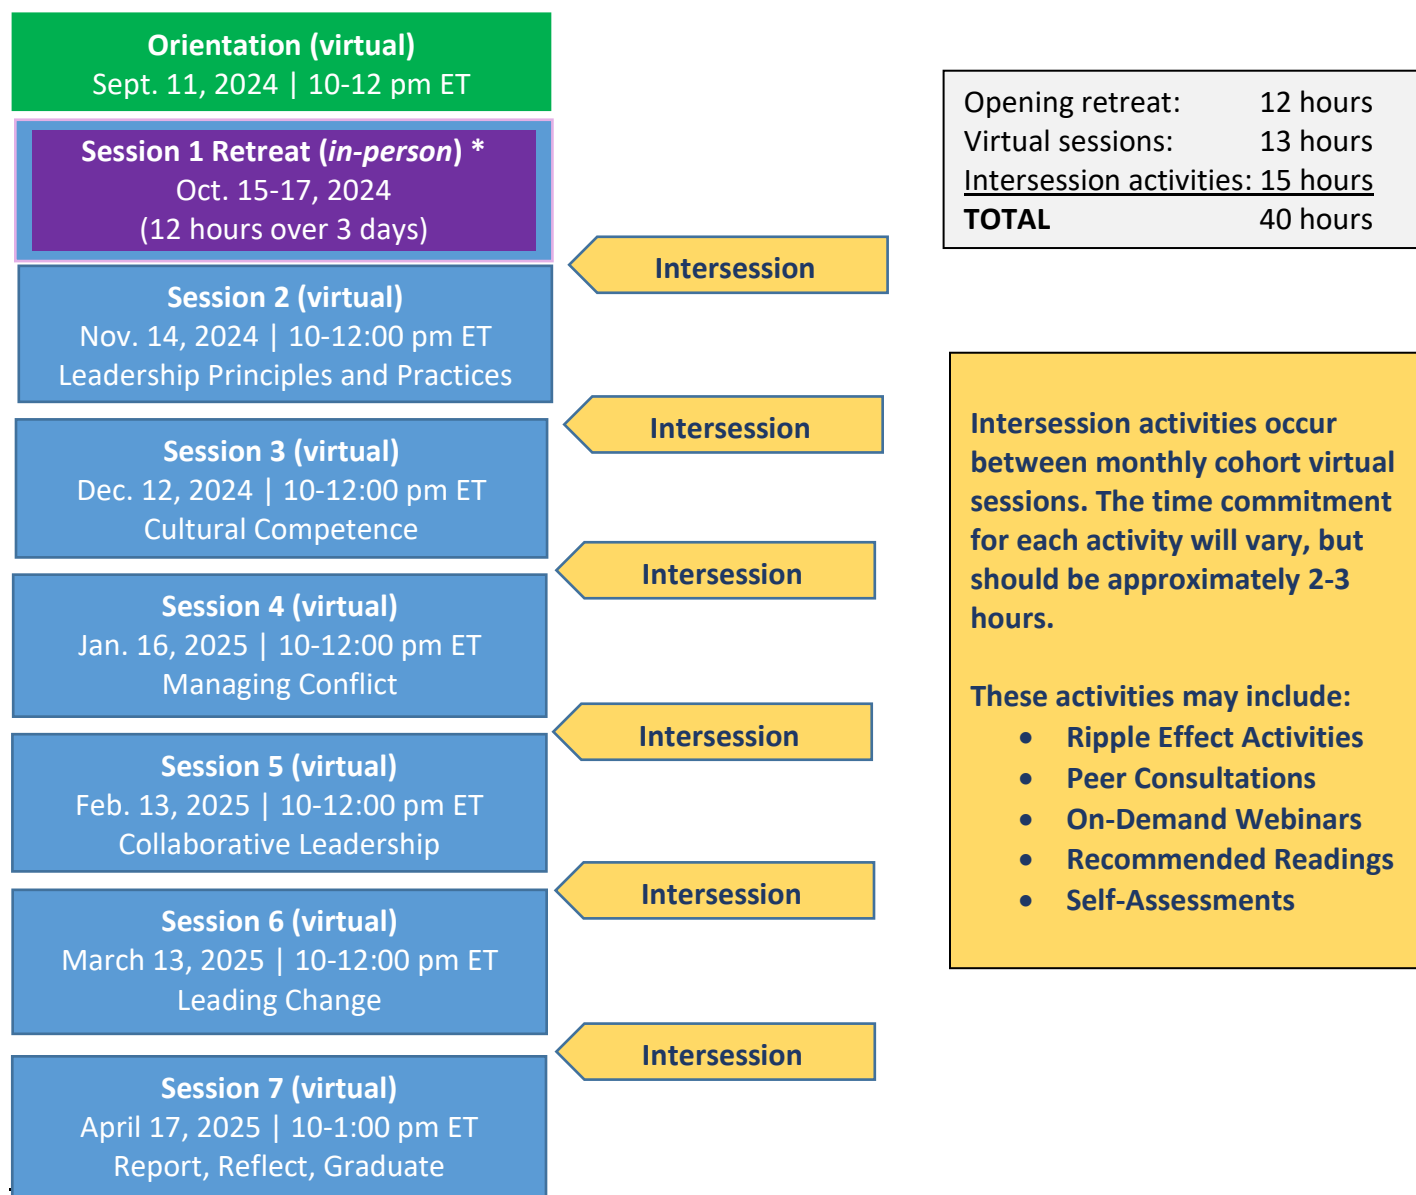 Orientation (virtual)
Sept. 11, 2024 | 10-12 pm ET
Session 1 Retreat (in-person) *
Oct. 15-17, 2024
(12 hours over 3 days)
Intersession
Session 2 (virtual)
Nov. 14, 2024 | 10-12:00 pm ET
Leadership Principles and Practices
Intersession
Session 3 (virtual)
Dec. 12, 2024 | 10-12:00 pm ET
Cultural Competence
Intersession
Session 4 (virtual)
Jan. 16, 2025 | 10-12:00 pm ET
Managing Conflict
Intersession
Session 5 (virtual)
Feb. 13, 2025 | 10-12:00 pm ET
Collaborative Leadership
Intersession
Session 6 (virtual)
March 13, 2025 | 10-12:00 pm ET
Leading Change
Intersession
Session 7 (virtual)
April 17, 2025 | 10-1:00 pm ET
Report, Reflect, Graduate
Opening retreat: 12 hours
Virtual sessions: 13 hours
Intersession activities: 15 hours
TOTAL 40 hours
Intersession activities occur
between monthly cohort virtual
sessions. The time commitment
for each activity will vary, but
should be approximately 2-3
hours.
These activities may include:
• Ripple Effect Activities
• Peer Consultations
• On-Demand Webinars
• Recommended Readings
• Self-Assessments